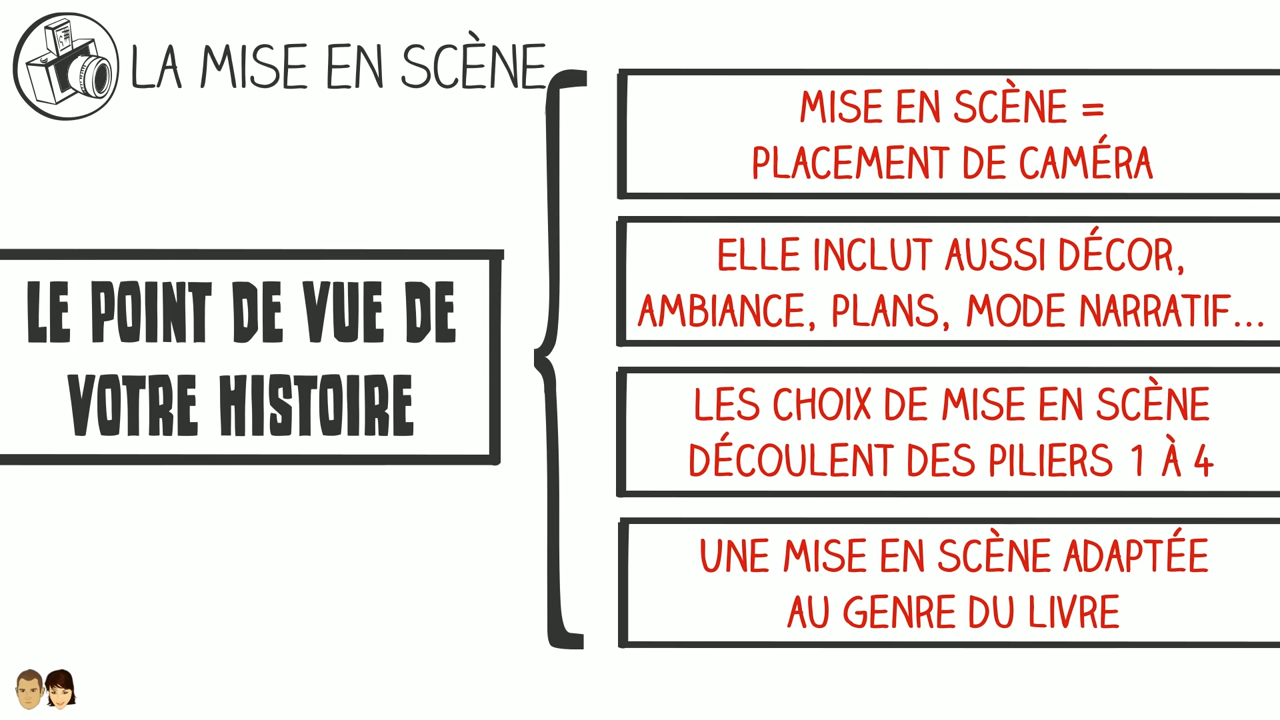 LA MISE EN SCÈNE
LE POINT DE VUE DE
VOTRE HISTOIRE
MISE EN SCÈNE =
PLACEMENT DE CAMÉRA
ELLE INCLUT AUSSI DÉCOR,
AMBIANCE, PLANS, MODE NARRATIF...
LES CHOIX DE MISE EN SCÈNE
DÉCOULENT DES PILIERS 1 À 4
UNE MISE EN SCÈNE ADAPTÉE
AU GENRE DU LIVRE